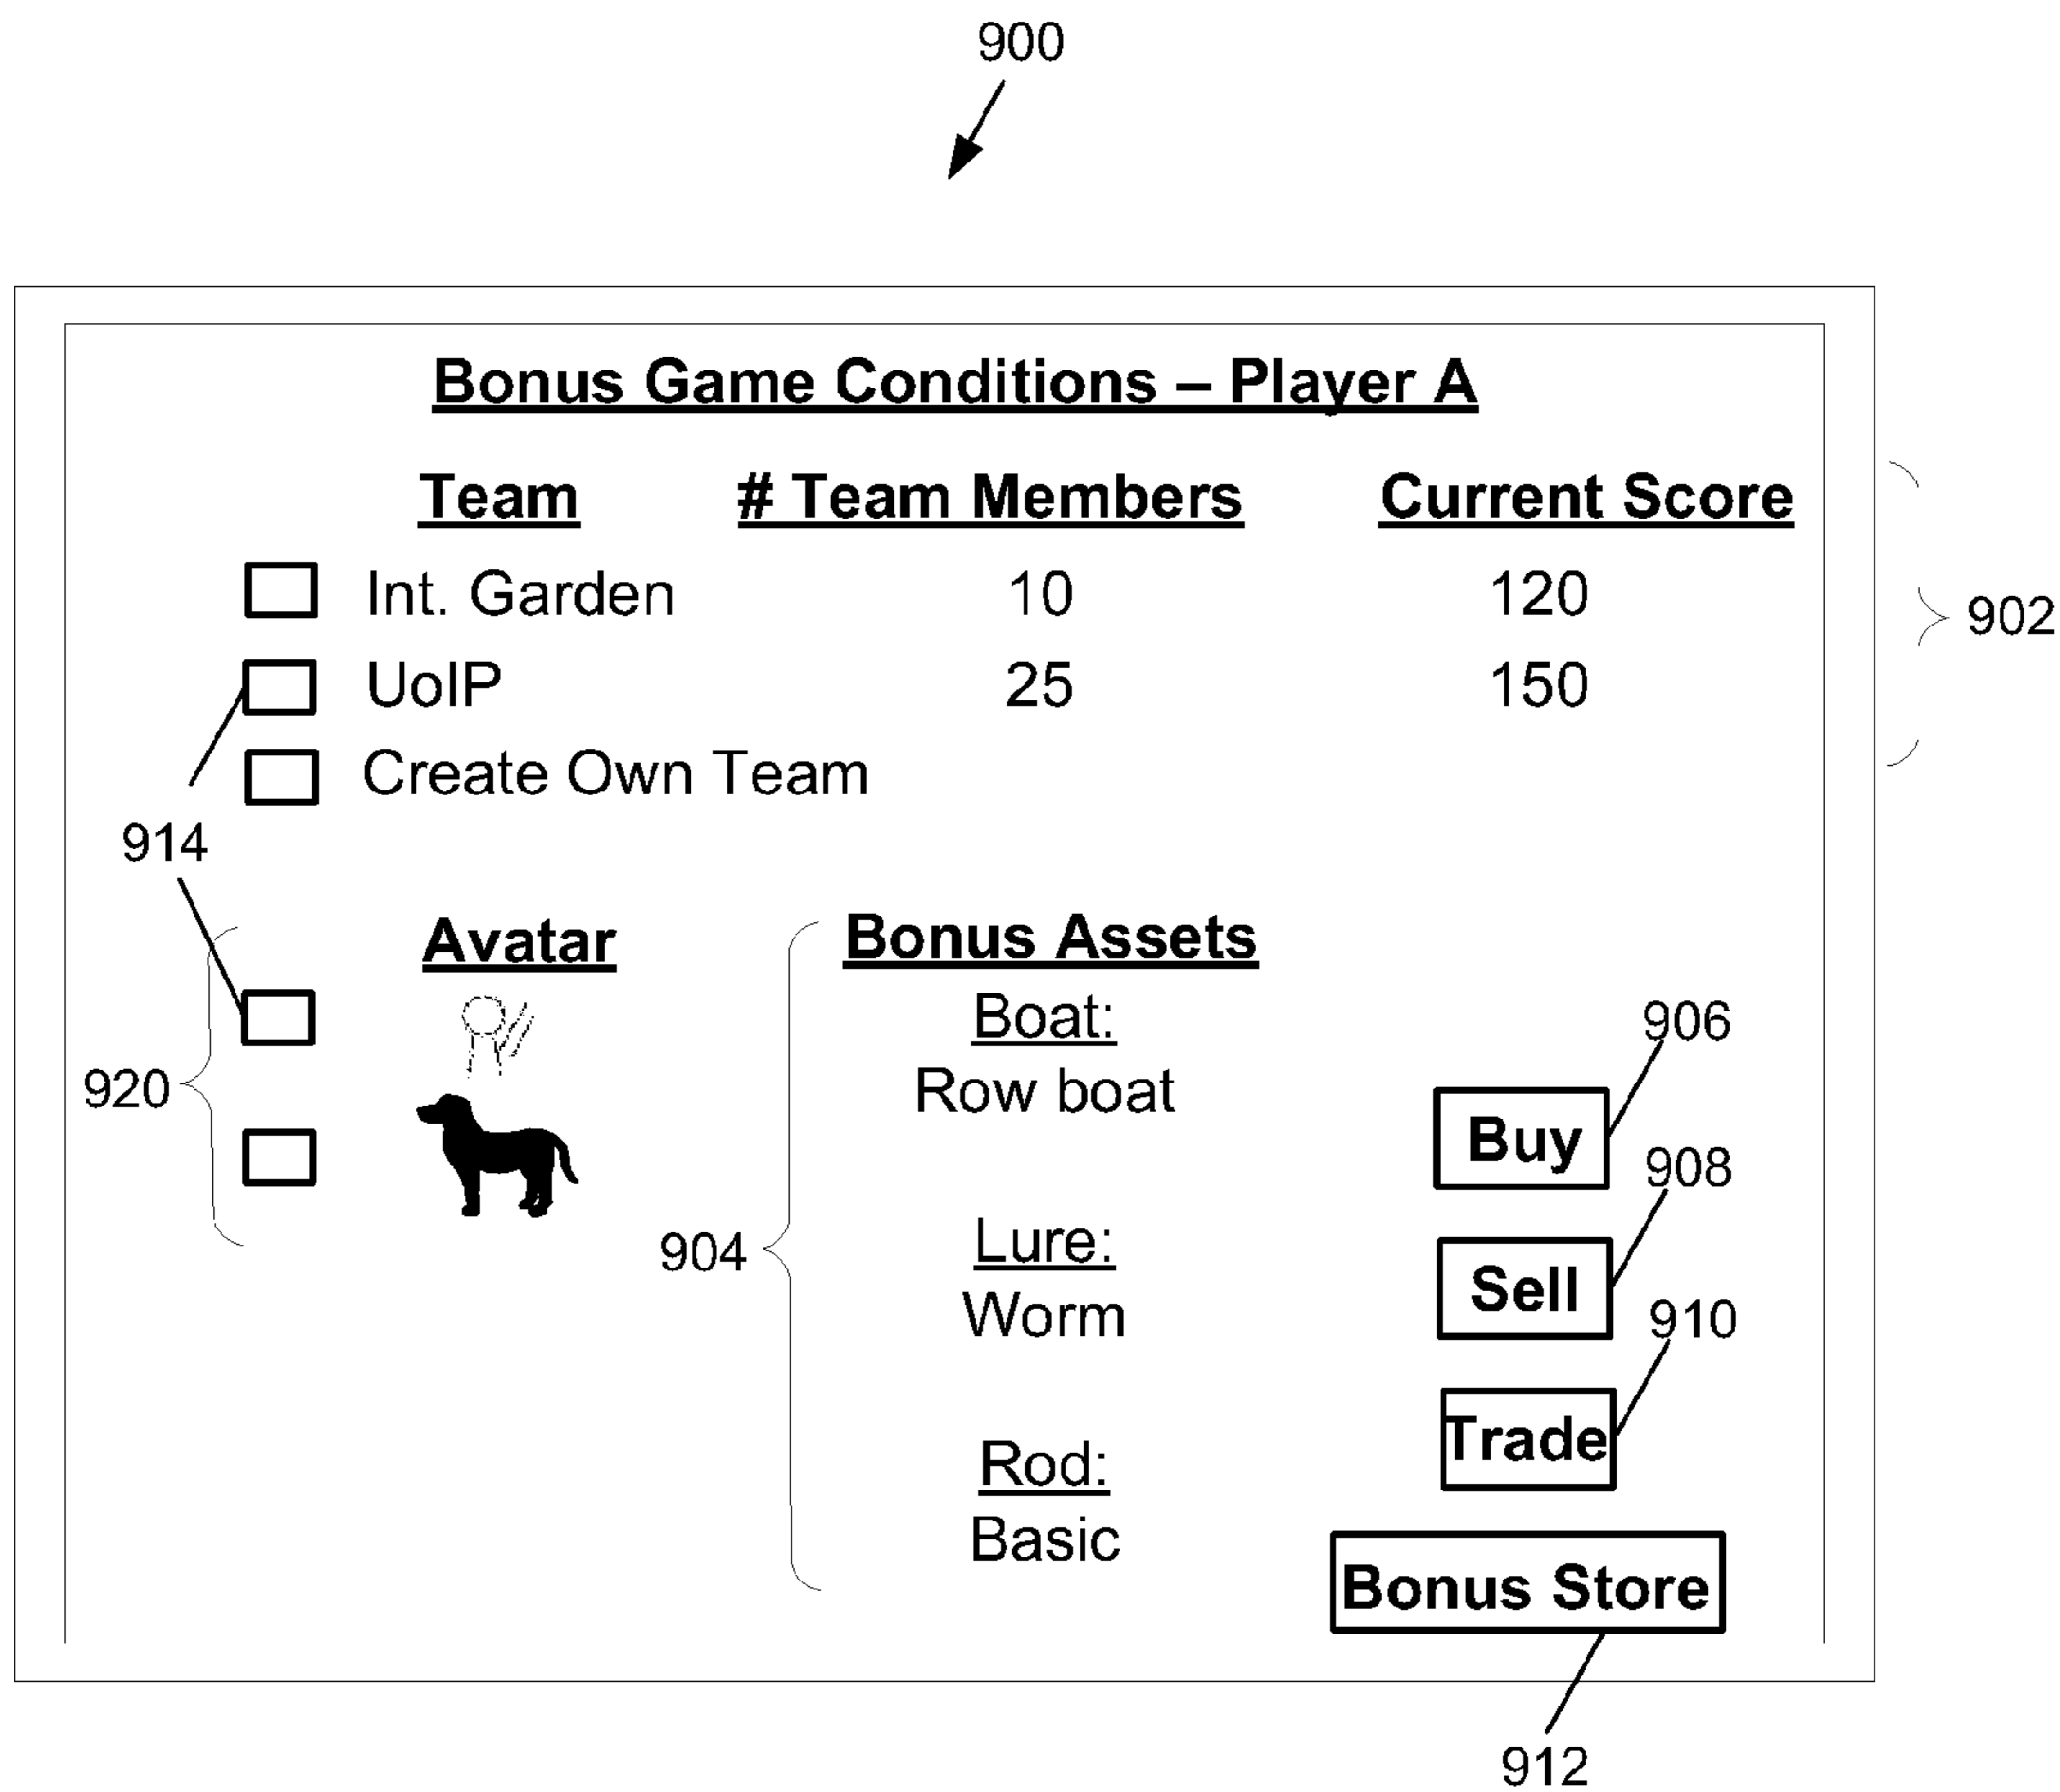 900
Bonus Game Conditions – Player A
Team # Team Members Current Score
Int. Garden 10 120
902
UoIP 25 150
Create Own Team
914
Avatar Bonus Assets
Boat:
906
920
Row boat
Buy
908
904
Lure:
Sell
Worm
910
Trade
Rod:
Basic
Bonus Store
912